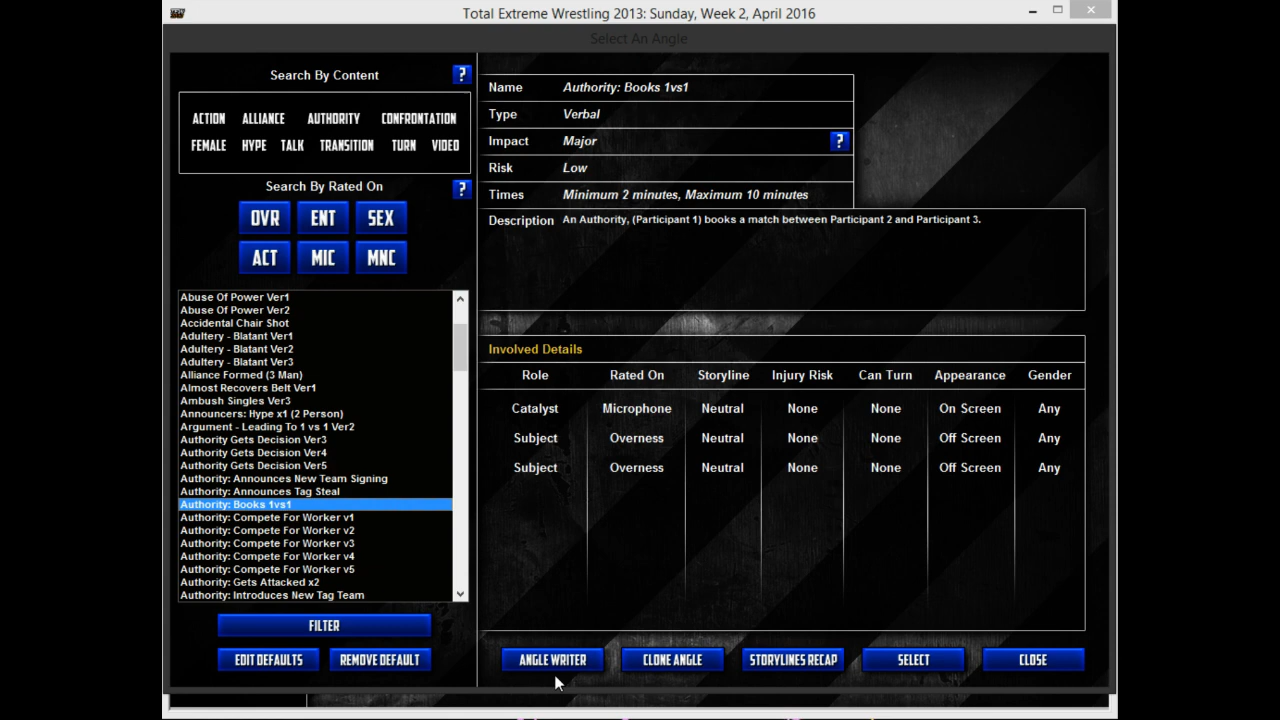 Total Extreme Wrestling 2013: Sunday, Week 2, April 2016
Select An Angle
Search By Content
?
ACTION ALLIANCE AUTHORITY CONFRONTATION
FEMALE HYPE TALK TRANSITION TURN VIDEO
Search By Rated On
?
OVR ENT SEX
ACT MIC MNC
Abuse Of Power Ver1
Abuse Of Power Ver2
Accidental Chair Shot
Adultery - Blatant Ver1
Adultery - Blatant Ver2
Adultery - Blatant Ver3
Alliance Formed (3 Man)
Almost Recovers Belt Ver1
Ambush Singles Ver3
Announcers: Hype x1 (2 Person)
Argument - Leading To 1 vs 1 Ver2
Authority Gets Decision Ver3
Authority Gets Decision Ver4
Authority Gets Decision Ver5
Authority: Announces New Team Signing
Authority: Announces Tag Steal
Authority: Books 1vs1
Authority: Compete For Worker v1
Authority: Compete For Worker v2
Authority: Compete For Worker v3
Authority: Compete For Worker v4
Authority: Compete For Worker v5
Authority: Gets Attacked x2
Authority: Introduces New Tag Team
FILTER
EDIT DEFAULTS REMOVE DEFAULT
Name Authority: Books 1vs1
Type Verbal
Impact Major ?
Risk Low
Times Minimum 2 minutes, Maximum 10 minutes
Description An Authority, (Participant 1) books a match between Participant 2 and Participant 3.
Involved Details
Role Rated On Storyline Injury Risk Can Turn Appearance Gender
Catalyst Microphone Neutral None None On Screen Any
Subject Overness Neutral None None Off Screen Any
Subject Overness Neutral None None Off Screen Any
ANGLE WRITER CLONE ANGLE STORYLINES RECAP SELECT CLOSE